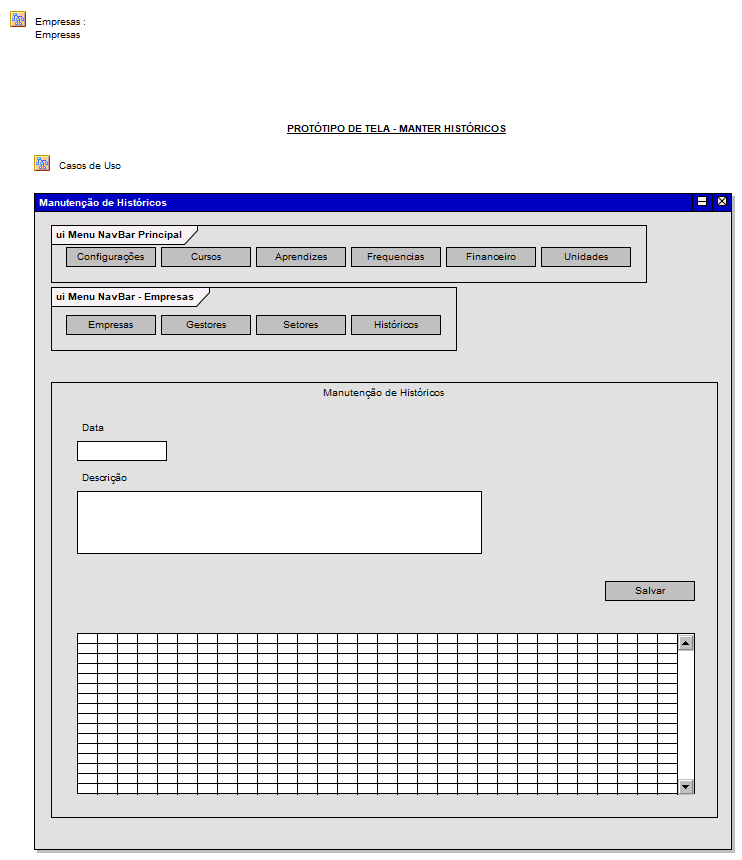 Empresas :
Empresas
PROTÓTIPO DE TELA - MANTER HISTÓRICOS
Casos de Uso
Manutenção de Históricos
ui Menu NavBar Principal
Configurações Cursos Aprendizes Frequencias Financeiro Unidades
ui Menu NavBar - Empresas
Empresas Gestores Setores Históricos
Manutenção de Históricos
Data
Descrição
Salvar